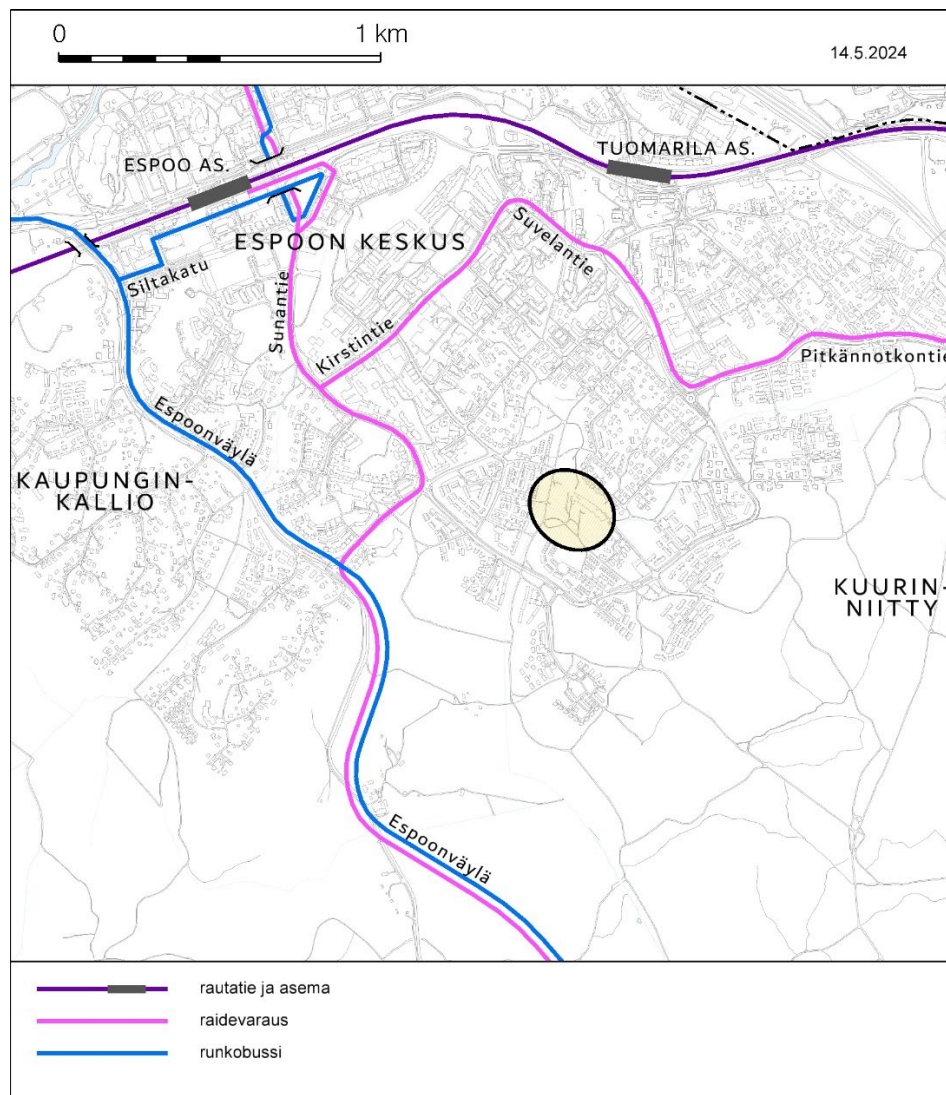 0
1 km
14.5.2024
ESPOO AS.
TUOMARILA AS.
ESPOON KESKUS
Suvelantie
Siltakatu
Sunantie
Kirstintie
Pitkännotkontie
Espoonväylä
KAUPUNGIN-
KALLIO
KUURIN-
NIITTY
Espoonväylä
rautatie ja asema
raidevaraus
runkobussi